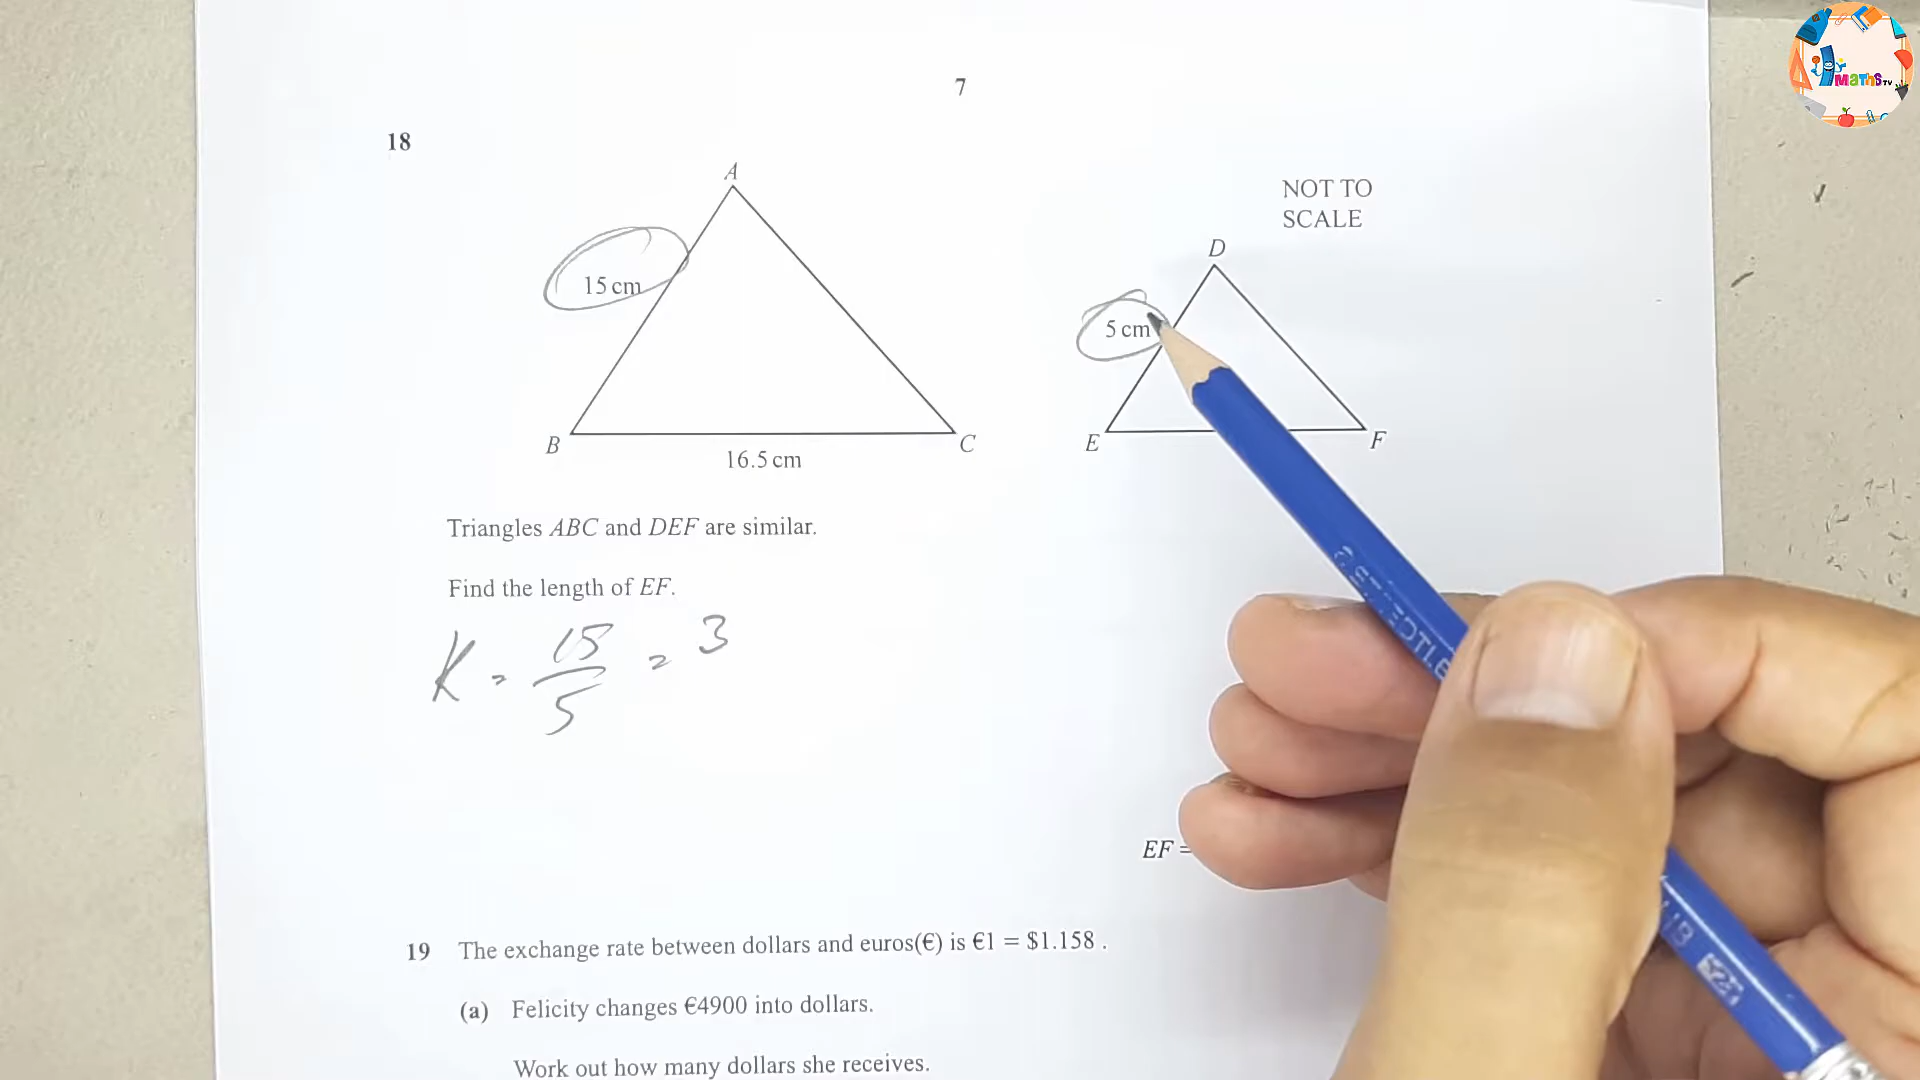 7
18
A
NOT TO
SCALE
D
15 cm
5 cm
B
C
E
F
16.5 cm
Triangles ABC and DEF are similar.
Find the length of EF.
K = 15/5 = 3
EF =
19 The exchange rate between dollars and euros(€) is €1 = $1.158 .
(a) Felicity changes €4900 into dollars.
Work out how many dollars she receives.
MATHS TV